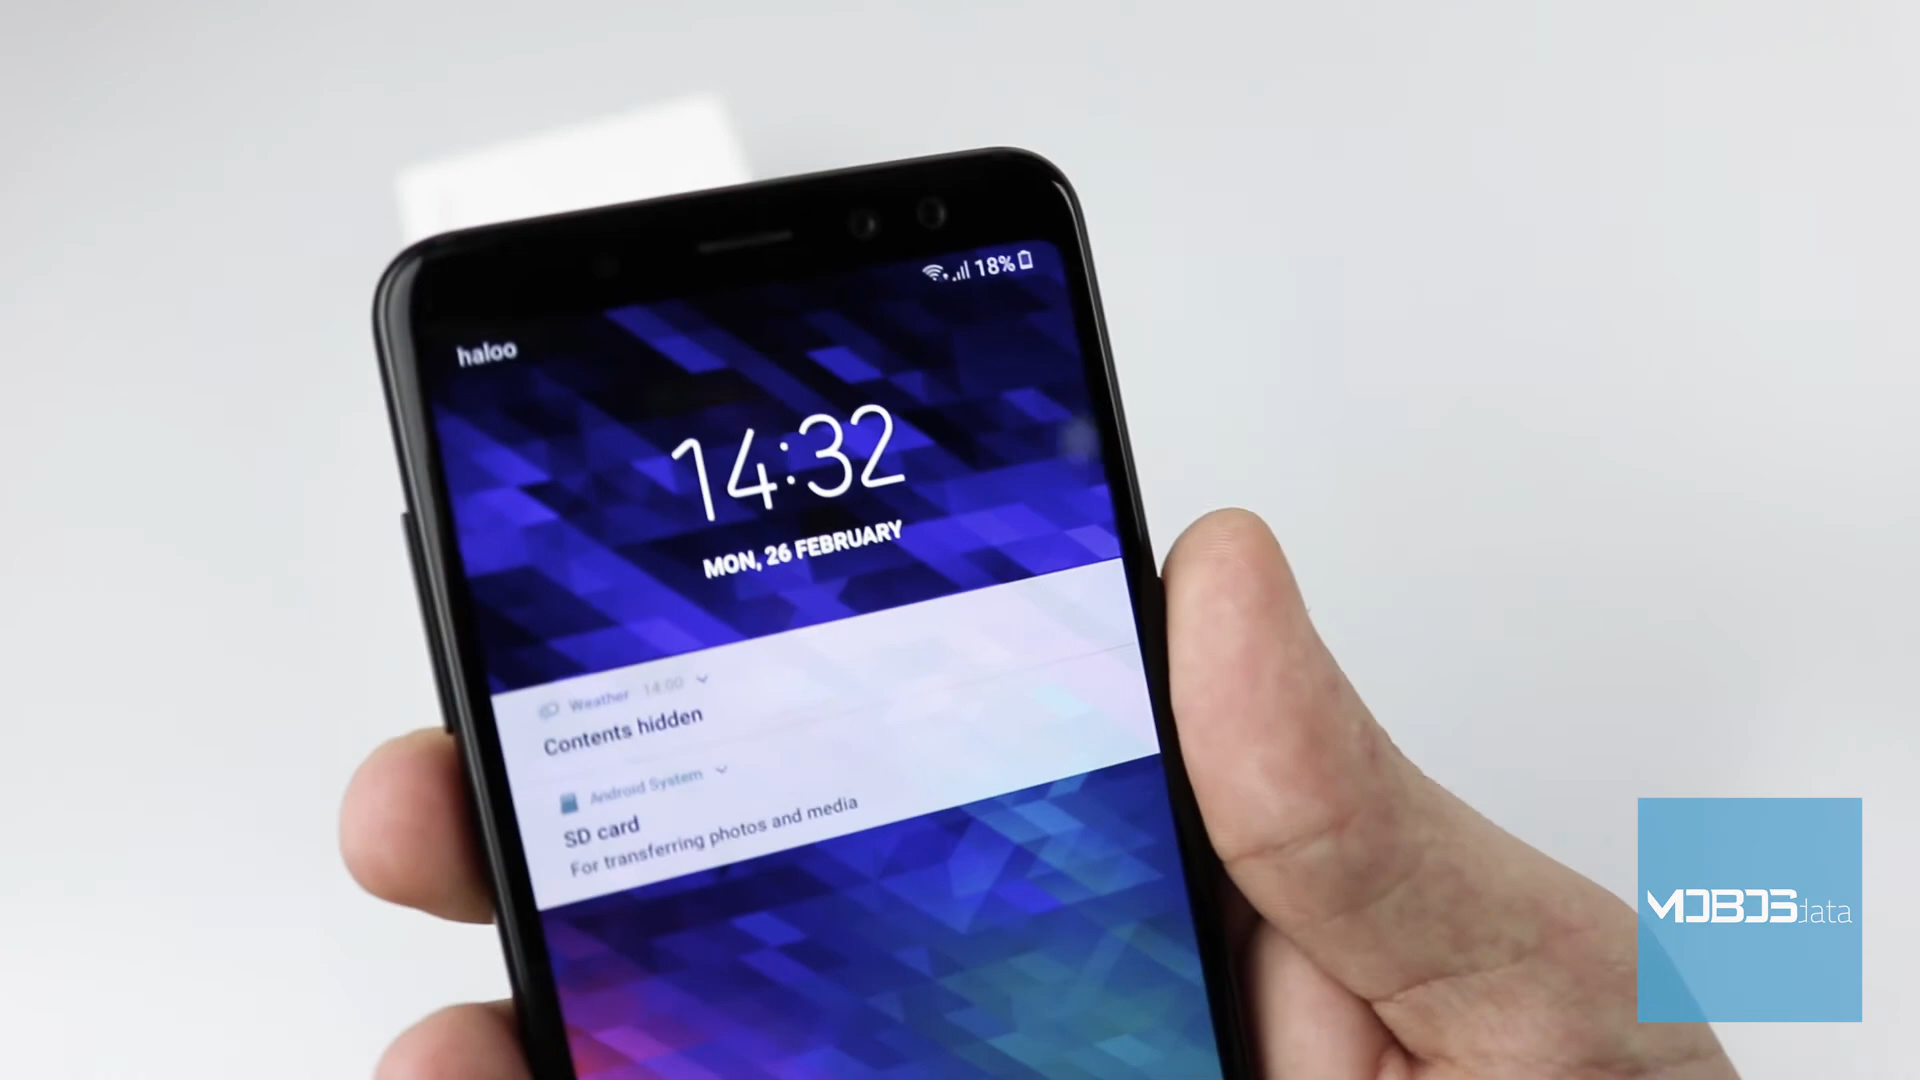 18%
haloo
14:32
MON, 26 FEBRUARY
Weather 14:00
Contents hidden
Android System
SD card
For transferring photos and media
MOBOSdata